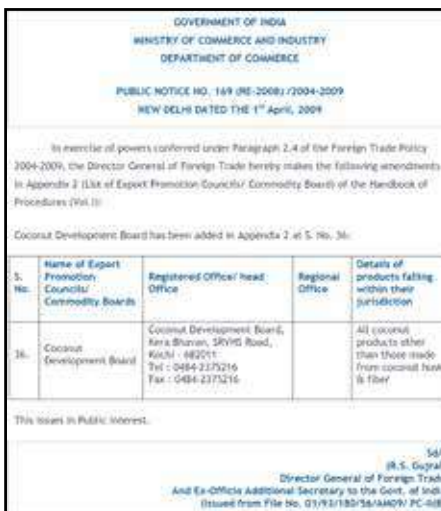 GOVERNMENT OF INDIA
MINISTRY OF COMMERCE AND INDUSTRY
DEPARTMENT OF COMMERCE
PUBLIC NOTICE NO. 169 (RE-2008) /2004-2009
NEW DELHI DATED THE 1st April, 2009
In exercise of powers conferred under Paragraph 2.4 of the Foreign Trade Policy
2004-2009, the Director General of Foreign Trade hereby makes the following amendments
in Appendix 2 (List of Export Promotion Councils/ Commodity Board) of the Handbook of
Procedures (Vol.I):
Coconut Development Board has been added in Appendix 2 at S. No. 36:
S. No.
Name of Export Promotion Councils/ Commodity Boards
Registered Office/ head Office
Regional Office
Details of products falling within their jurisdiction
36.
Coconut Development Board
Coconut Development Board,
Kera Bhavan, SRVHS Road,
Kochi - 682011
Tel : 0484-2375216
Fax : 0484-2375216
All coconut
products other
than those made
from coconut husk
& fiber
This issues in Public interest.
Sd/
(R.S. Gujral
Director General of Foreign Trade
And Ex-Officio Additional Secretary to the Govt. of India
(Issued from File No.